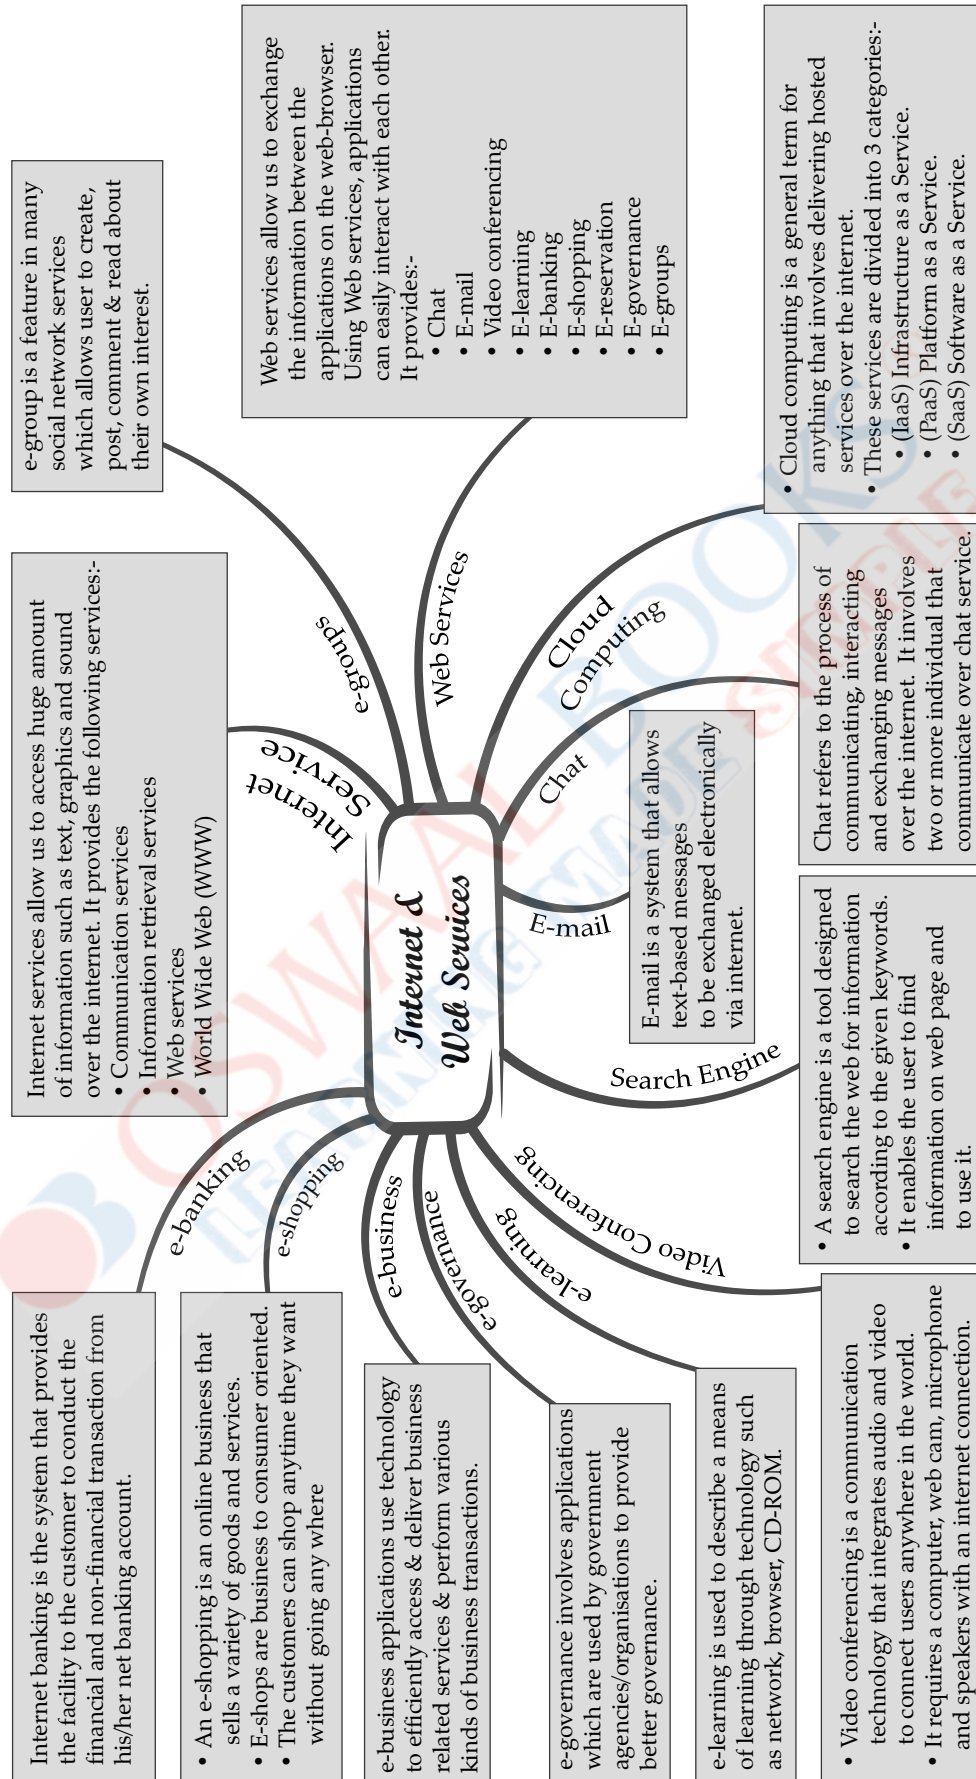 Internet banking is the system that provides
the facility to the customer to conduct the
financial and non-financial transaction from
his/her net banking account.
• An e-shopping is an online business that
sells a variety of goods and services.
• E-shops are business to consumer oriented.
• The customers can shop anytime they want
without going any where
e-business applications use technology
to efficiently access & deliver business
related services & perform various
kinds of business transactions.
e-governance involves applications
which are used by government
agencies/organisations to provide
better governance.
e-learning is used to describe a means
of learning through technology such
as network, browser, CD-ROM.
• Video conferencing is a communication
technology that integrates audio and video
to connect users anywhere in the world.
• It requires a computer, web cam, microphone
and speakers with an internet connection.
e-banking
e-shopping
e-business
e-governance
e-learning
Video Conferencing
Internet &
Web Services
Internet services allow us to access huge amount
of information such as text, graphics and sound
over the internet. It provides the following services:-
• Communication services
• Information retrieval services
• Web services
• World Wide Web (WWW)
Internet
Service
e-groups
Web Services
Cloud
Computing
Chat
E-mail
Search Engine
E-mail is a system that allows
text-based messages
to be exchanged electronically
via internet.
• A search engine is a tool designed
to search the web for information
according to the given keywords.
• It enables the user to find
information on web page and
to use it.
e-group is a feature in many
social network services
which allows user to create,
post, comment & read about
their own interest.
Web services allow us to exchange
the information between the
applications on the web-browser.
Using Web services, applications
can easily interact with each other.
It provides:-
• Chat
• E-mail
• Video conferencing
• E-learning
• E-banking
• E-shopping
• E-reservation
• E-governance
• E-groups
• Cloud computing is a general term for
anything that involves delivering hosted
services over the internet.
• These services are divided into 3 categories:-
• (IaaS) Infrastructure as a Service.
• (PaaS) Platform as a Service.
• (SaaS) Software as a Service.
Chat refers to the process of
communicating, interacting
and exchanging messages
over the internet. It involves
two or more individual that
communicate over chat service.
OSWAAL BOOKS®
LEARNING MADE SIMPLE